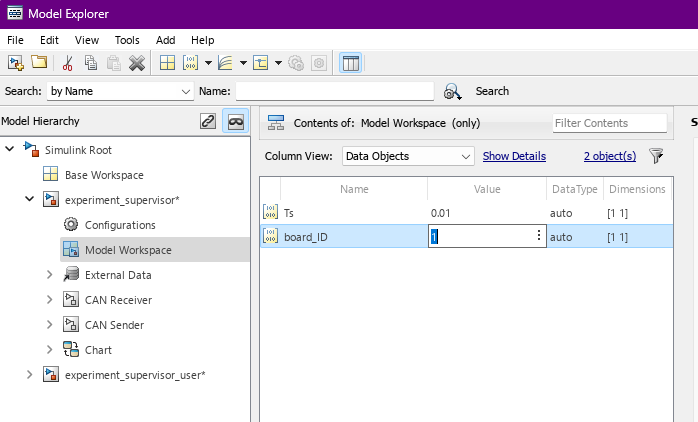 Model Explorer
File Edit View Tools Add Help
Search: by Name Name: Search
Model Hierarchy
Simulink Root
Base Workspace
experiment_supervisor*
Configurations
Model Workspace
External Data
CAN Receiver
CAN Sender
Chart
experiment_supervisor_user*
Contents of: Model Workspace (only) Filter Contents
Column View: Data Objects Show Details 2 object(s)
Name Value DataType Dimensions
Ts 0.01 auto [1 1]
board_ID 1 auto [1 1]
S